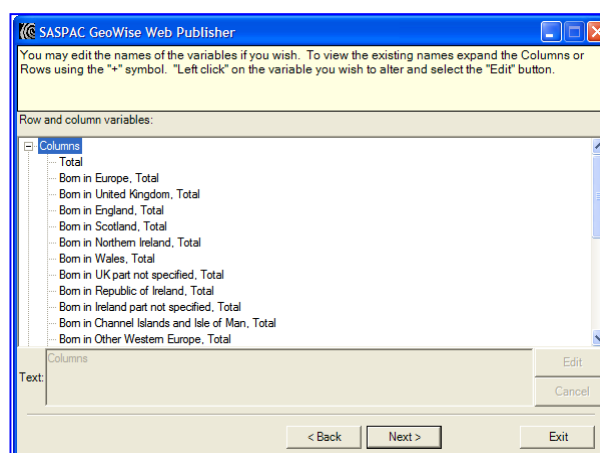 SASPAC GeoWise Web Publisher
You may edit the names of the variables if you wish. To view the existing names expand the Columns or
Rows using the "+" symbol. "Left click" on the variable you wish to alter and select the "Edit" button.
Row and column variables:
Columns
Total
Born in Europe, Total
Born in United Kingdom, Total
Born in England, Total
Born in Scotland, Total
Born in Northern Ireland, Total
Born in Wales, Total
Born in UK part not specified, Total
Born in Republic of Ireland, Total
Born in Ireland part not specified, Total
Born in Channel Islands and Isle of Man, Total
Born in Other Western Europe, Total
Text:
Columns
Edit
Cancel
< Back Next > Exit